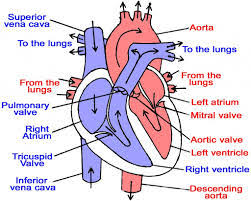 Superior
vena cava
To the lungs
From the
lungs
Pulmonary
valve
Right
Atrium
Tricuspid
Valve
Inferior
vena cava
Aorta
To the lungs
From the
lungs
Left atrium
Mitral valve
Aortic valve
Left ventricle
Right ventricle
Descending
aorta